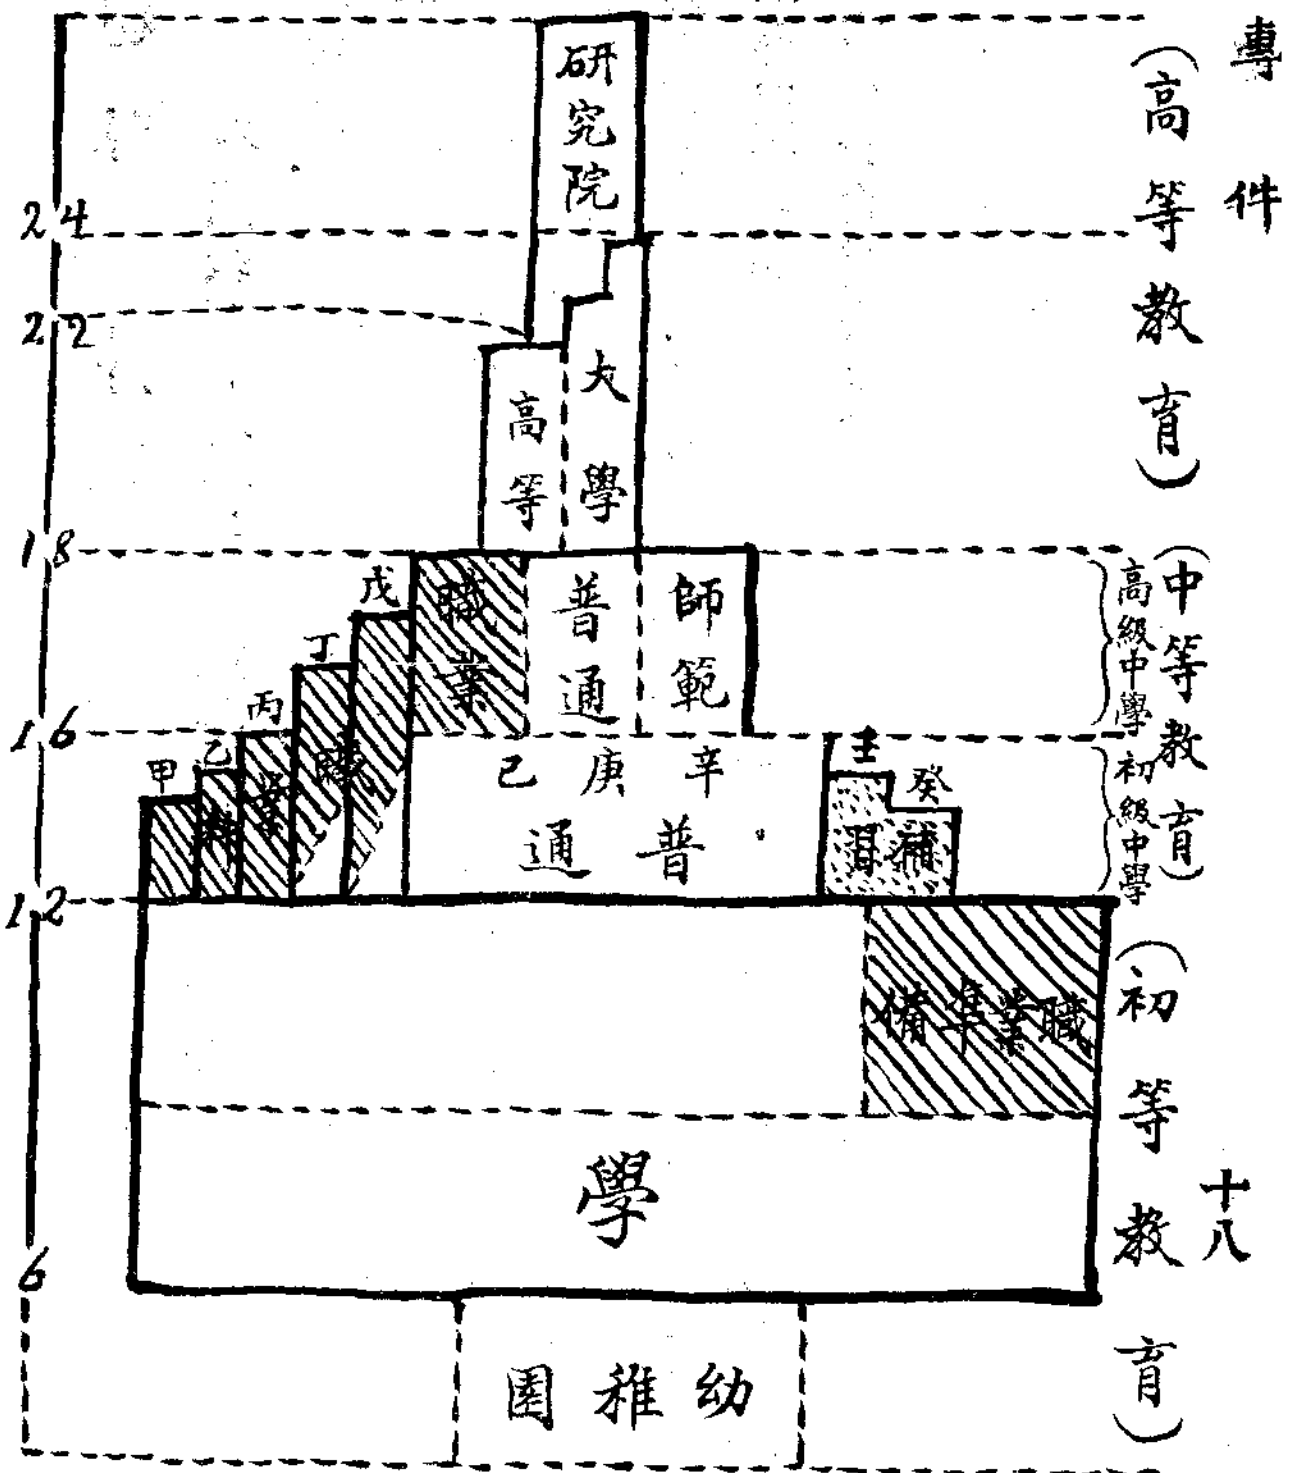 專件
十八
（高等教育）
（中等教育）
高級中學
初級中學
（初等教育）
研究院
24
22
大學
高等
18
師範
普通
職業
戊
丁
丙
乙
甲
16
辛庚己
普通
壬
癸
補習
職
業
科
12
職業準備
學
6
幼稚園